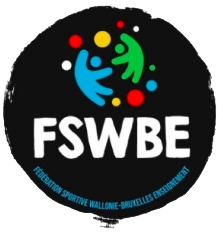 FSWBE
FÉDÉRATION SPORTIVE WALLONIE-BRUXELLES ENSEIGNEMENT